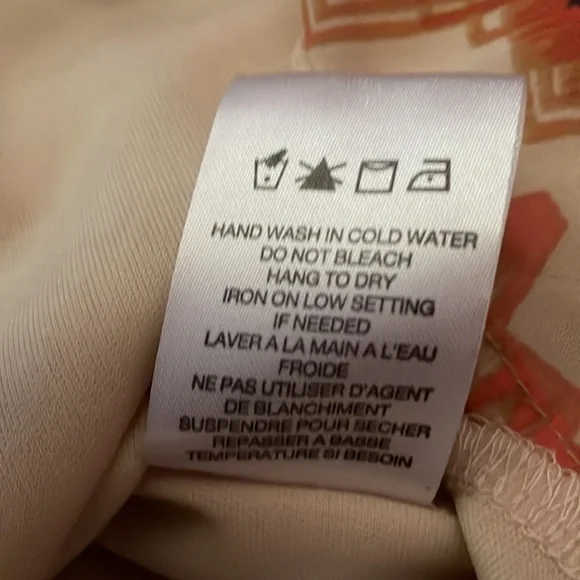 HAND WASH IN COLD WATER
DO NOT BLEACH
HANG TO DRY
IRON ON LOW SETTING
IF NEEDED
LAVER A LA MAIN A L'EAU
FROIDE
NE PAS UTILISER D'AGENT
DE BLANCHIMENT
SUSPENDRE POUR SECHER
REPASSER A BASSE
TEMPERATURE SI BESOIN